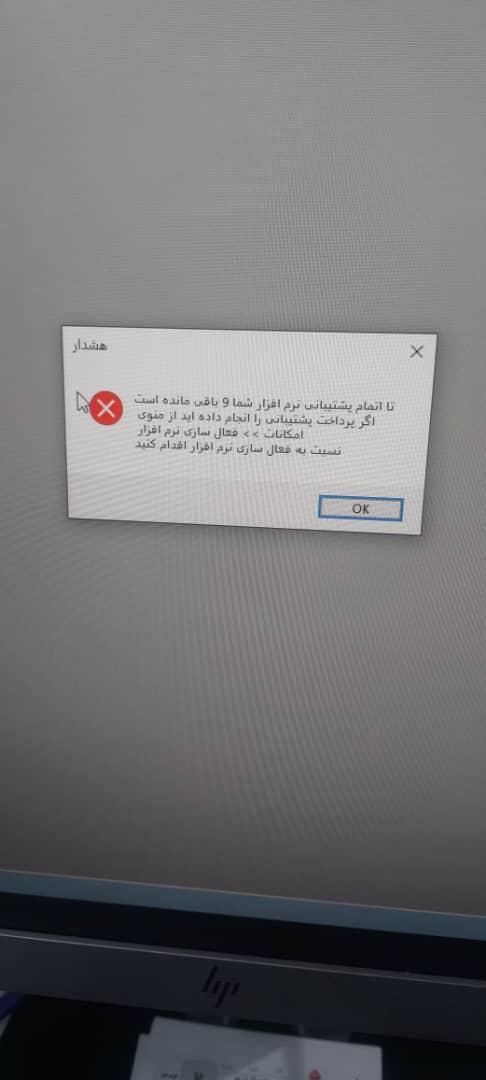 هشدار
تا اتمام پشتیبانی نرم افزار شما 9 باقی مانده است
اگر پرداخت پشتیبانی را انجام داده اید از منوی
امکانات >> فعال سازی نرم افزار
نسبت به فعال سازی نرم افزار اقدام کنید
OK
hp